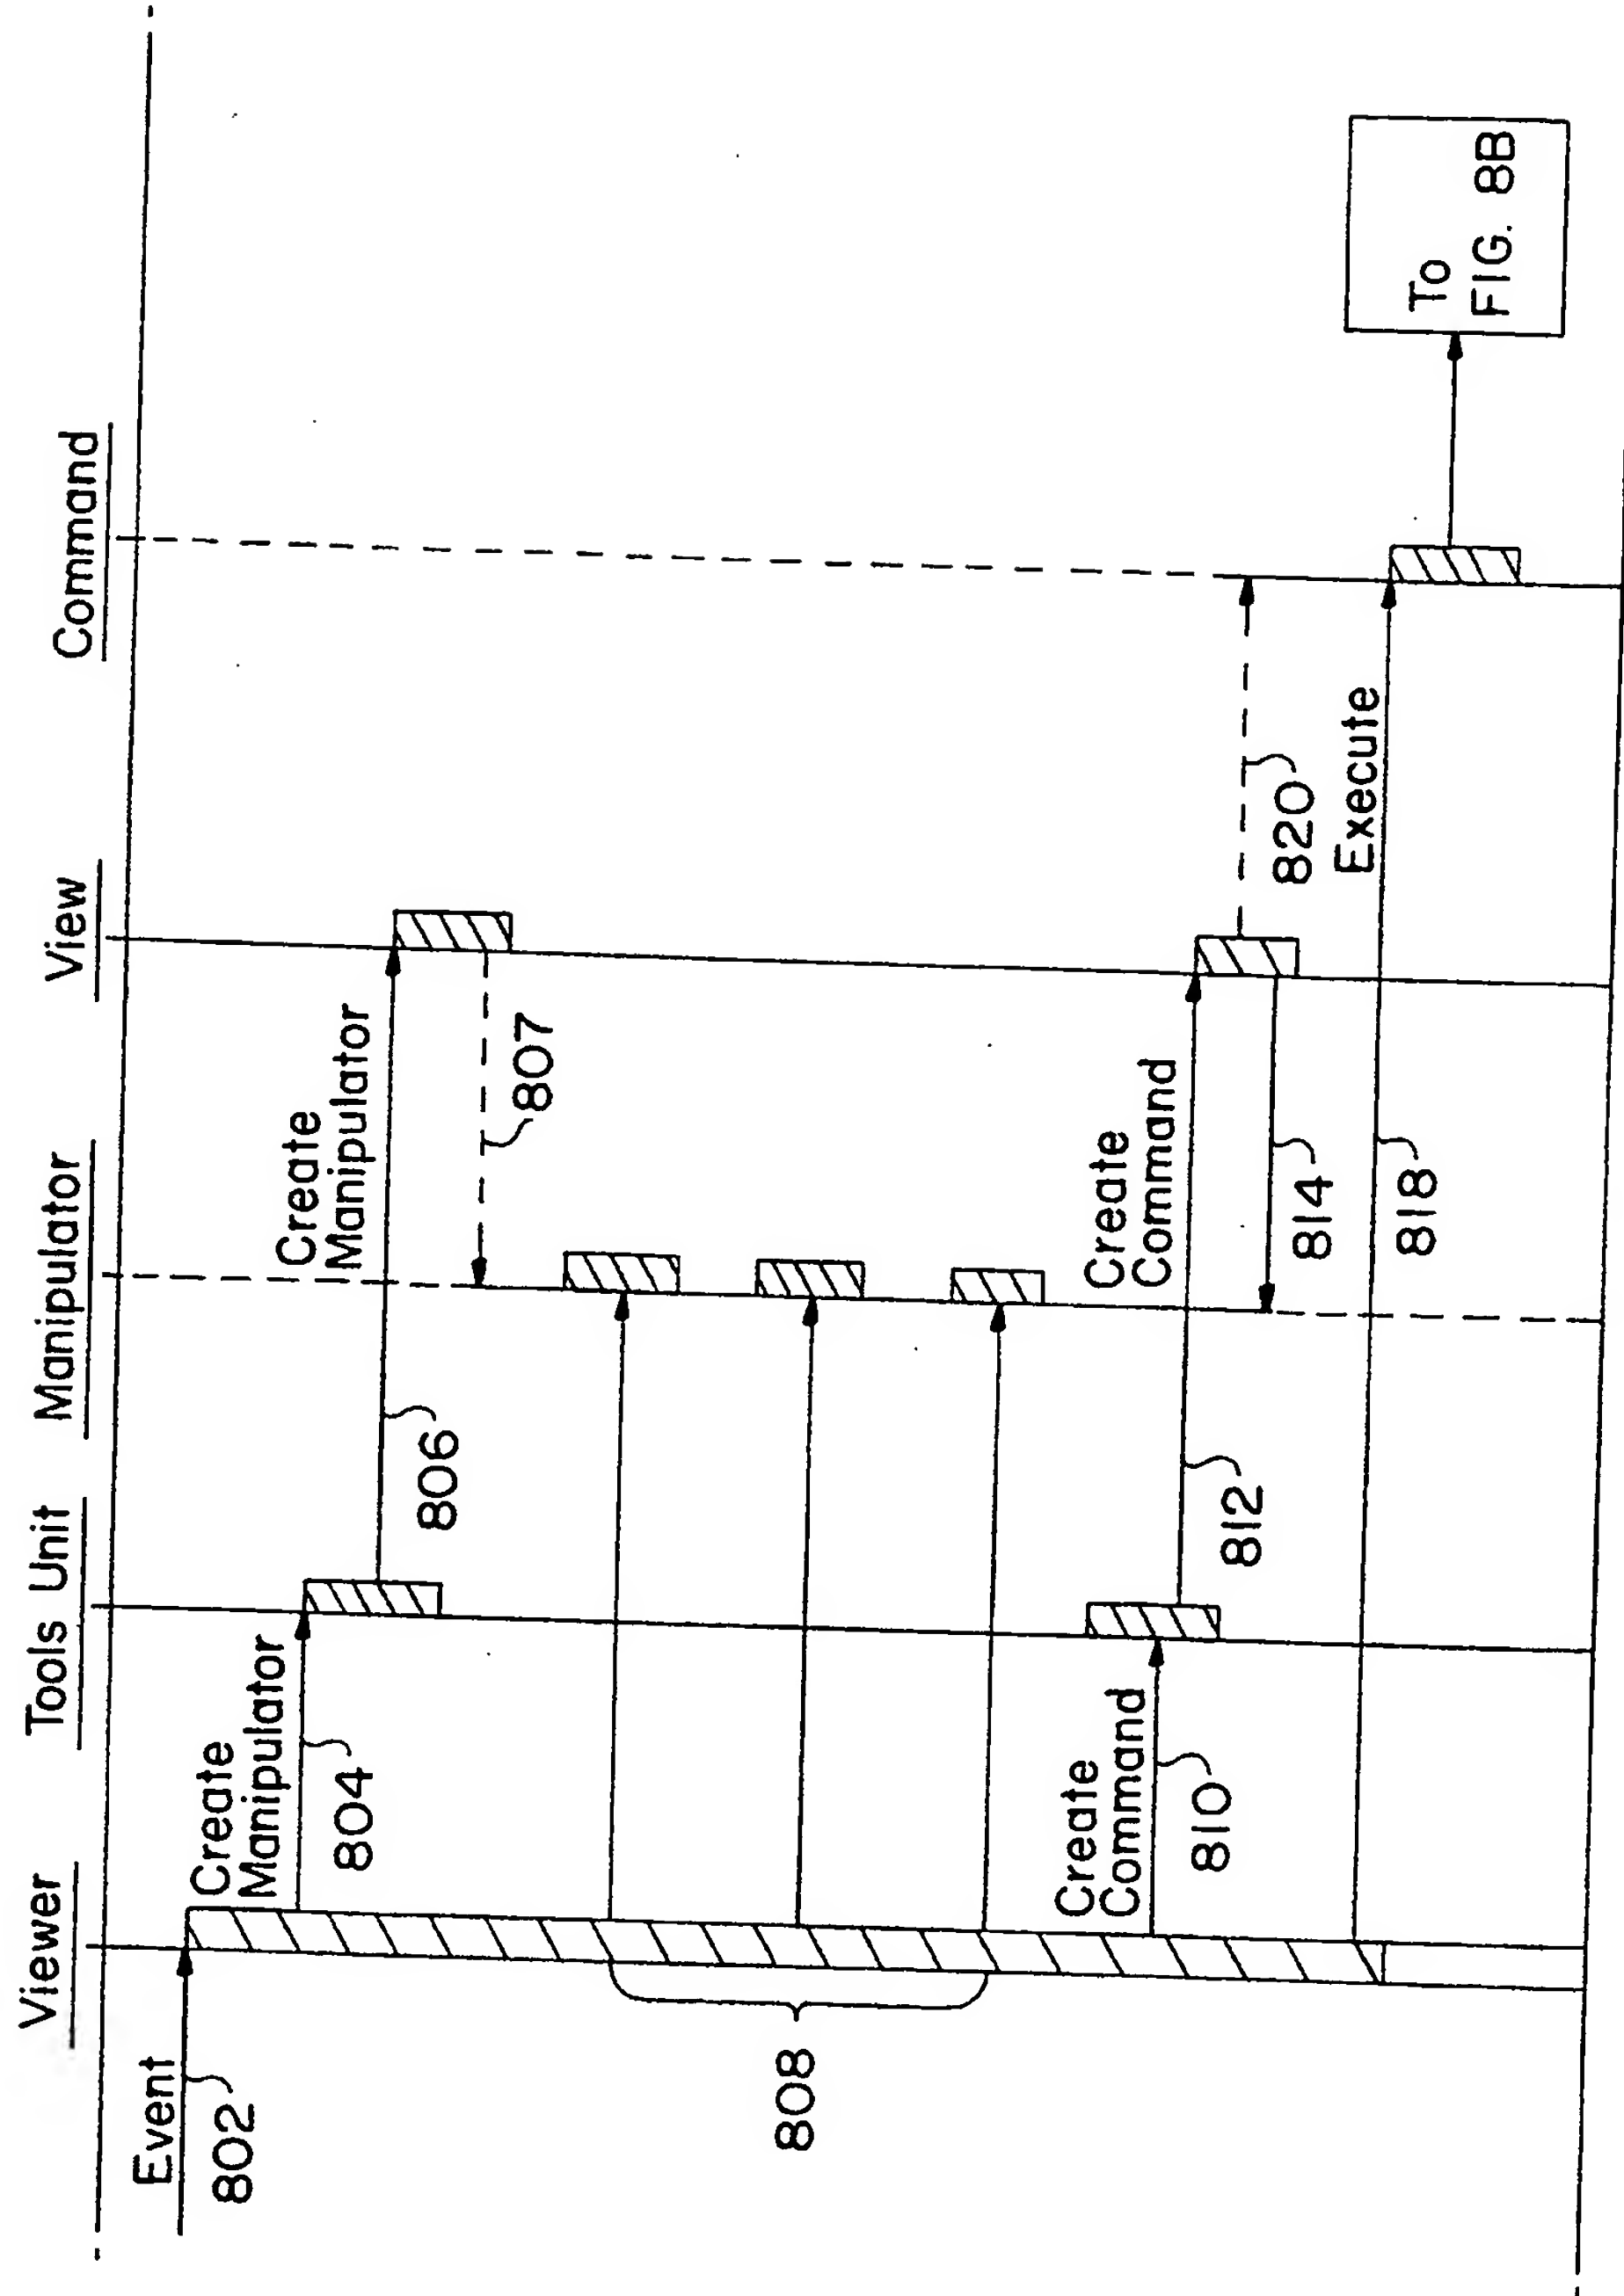 Viewer
Tools Unit
Manipulator
View
Command
Event
802
Create
Manipulator
804
Create
Manipulator
806
807
808
Create
Command
810
Create
Command
812
814
820
Execute
818
To
FIG. 8B